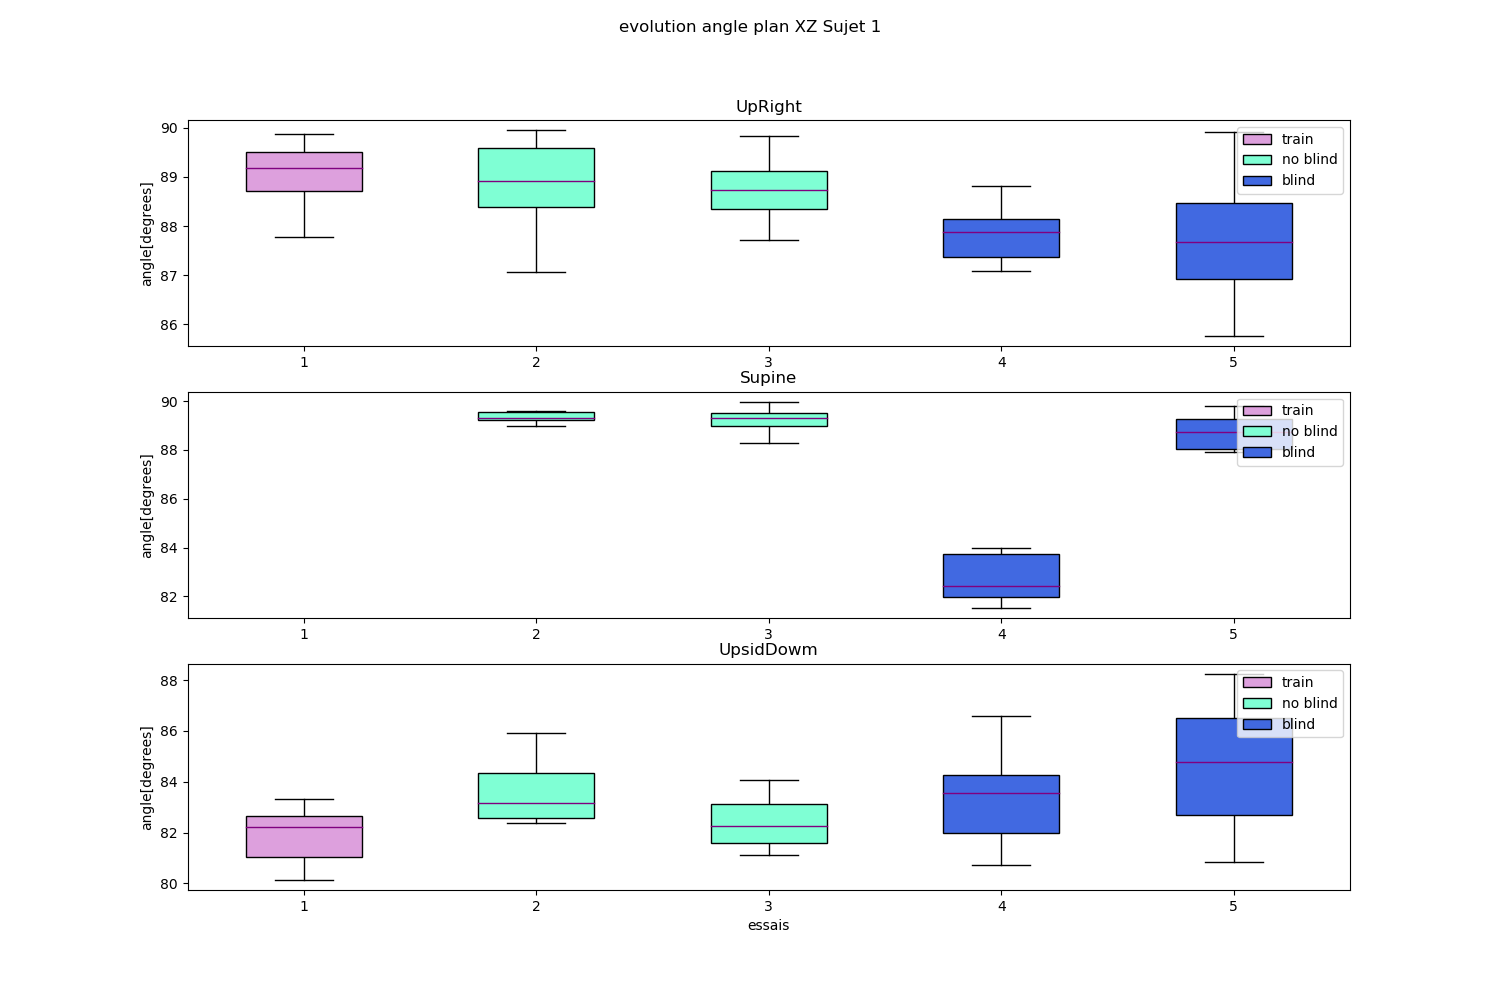 evolution angle plan XZ Sujet 1
UpRight
90
89
88
87
86
angle[degrees]
train
no blind
blind
1 2 3 4 5
Supine
90
88
86
84
82
angle[degrees]
train
no blind
blind
1 2 3 4 5
UpsidDowm
88
86
84
82
80
angle[degrees]
train
no blind
blind
1 2 3 4 5
essais